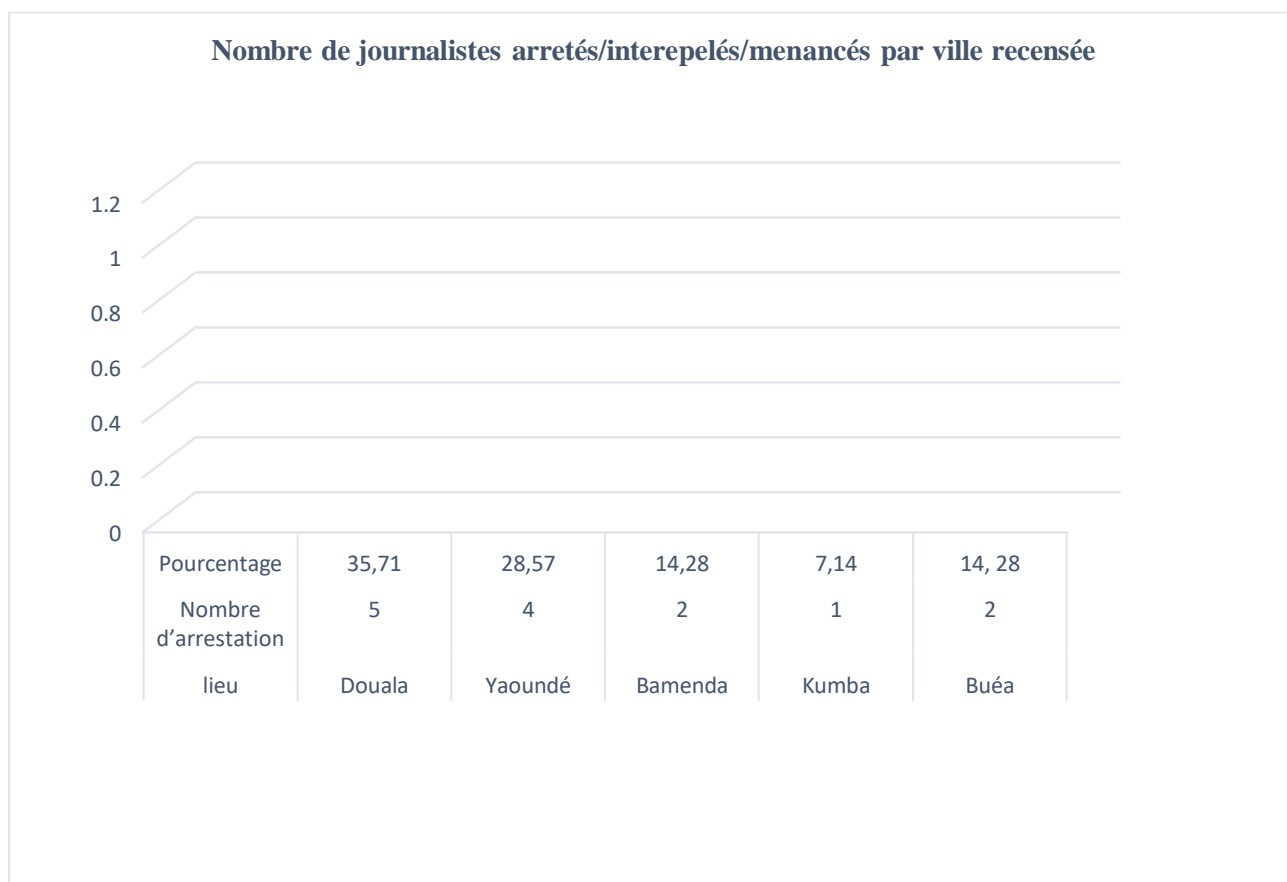 Nombre de journalistes arretés/interepelés/menancés par ville recensée
1.2
1
0.8
0.6
0.4
0.2
0
Pourcentage 35,71 28,57 14,28 7,14 14, 28
Nombre d’arrestation 5 4 2 1 2
lieu Douala Yaoundé Bamenda Kumba Buéa